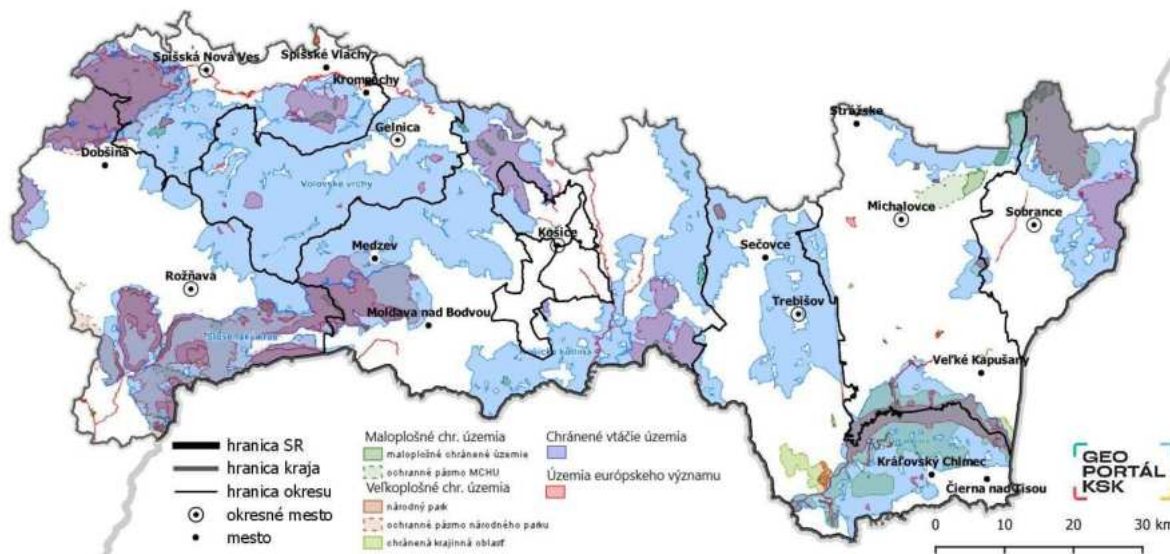 Spišská Nová Ves
Spišské Vlachy
Krompachy
Gelnica
Strážske
Dobšiná
Volovské vrchy
Michalovce
Sobrance
Košice
Medzev
Sečovce
Rožňava
Trebišov
Moldava nad Bodvou
Veľké Kapušany
Kráľovský Chlmec
Čierna nad Tisou
hranica SR
hranica kraja
hranica okresu
okresné mesto
mesto
Maloplošné chr. územia
maloplošné chránené územie
ochranné pásmo MCHU
Veľkoplošné chr. územia
národný park
ochranné pásmo národného parku
chránená krajinná oblasť
Chránené vtáčie územia
Územia európskeho významu
GEO
PORTÁL
KSK
0 10 20 30 km